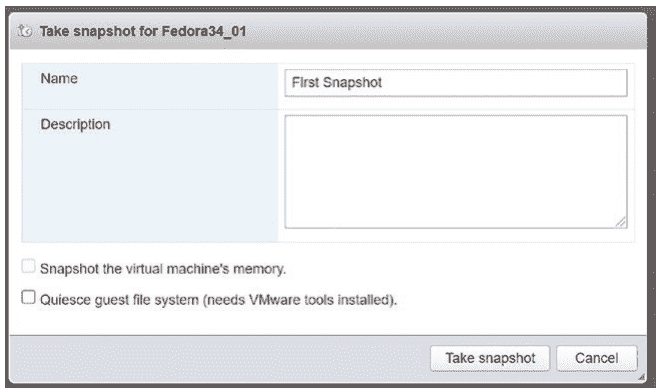 Take snapshot for Fedora34_01
Name
First Snapshot
Description
Snapshot the virtual machine's memory.
Quiesce guest file system (needs VMware tools installed).
Take snapshot
Cancel